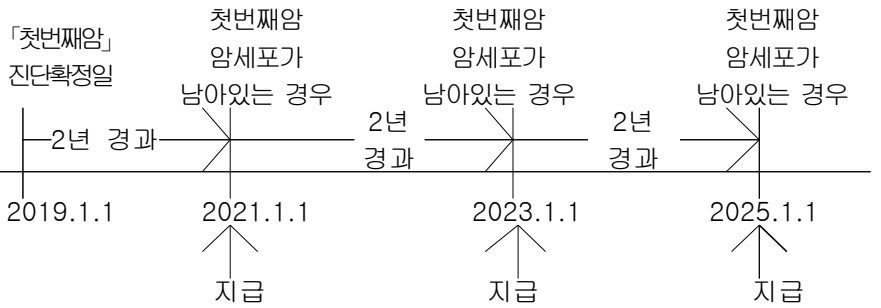 「첫번째암」
진단확정일
첫번째암
암세포가
남아있는 경우
첫번째암
암세포가
남아있는 경우
첫번째암
암세포가
남아있는 경우
2년 경과
2년
경과
2년
경과
2019.1.1
2021.1.1
2023.1.1
2025.1.1
지급
지급
지급